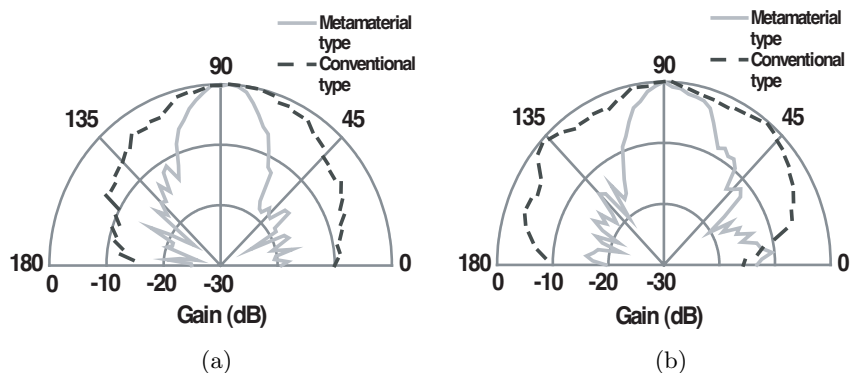 Metamaterial
type
Conventional
type
90
135
45
180
0
0
-10
-20
-30
Gain (dB)
(a)
Metamaterial
type
Conventional
type
90
135
45
180
0
0
-10
-20
-30
Gain (dB)
(b)